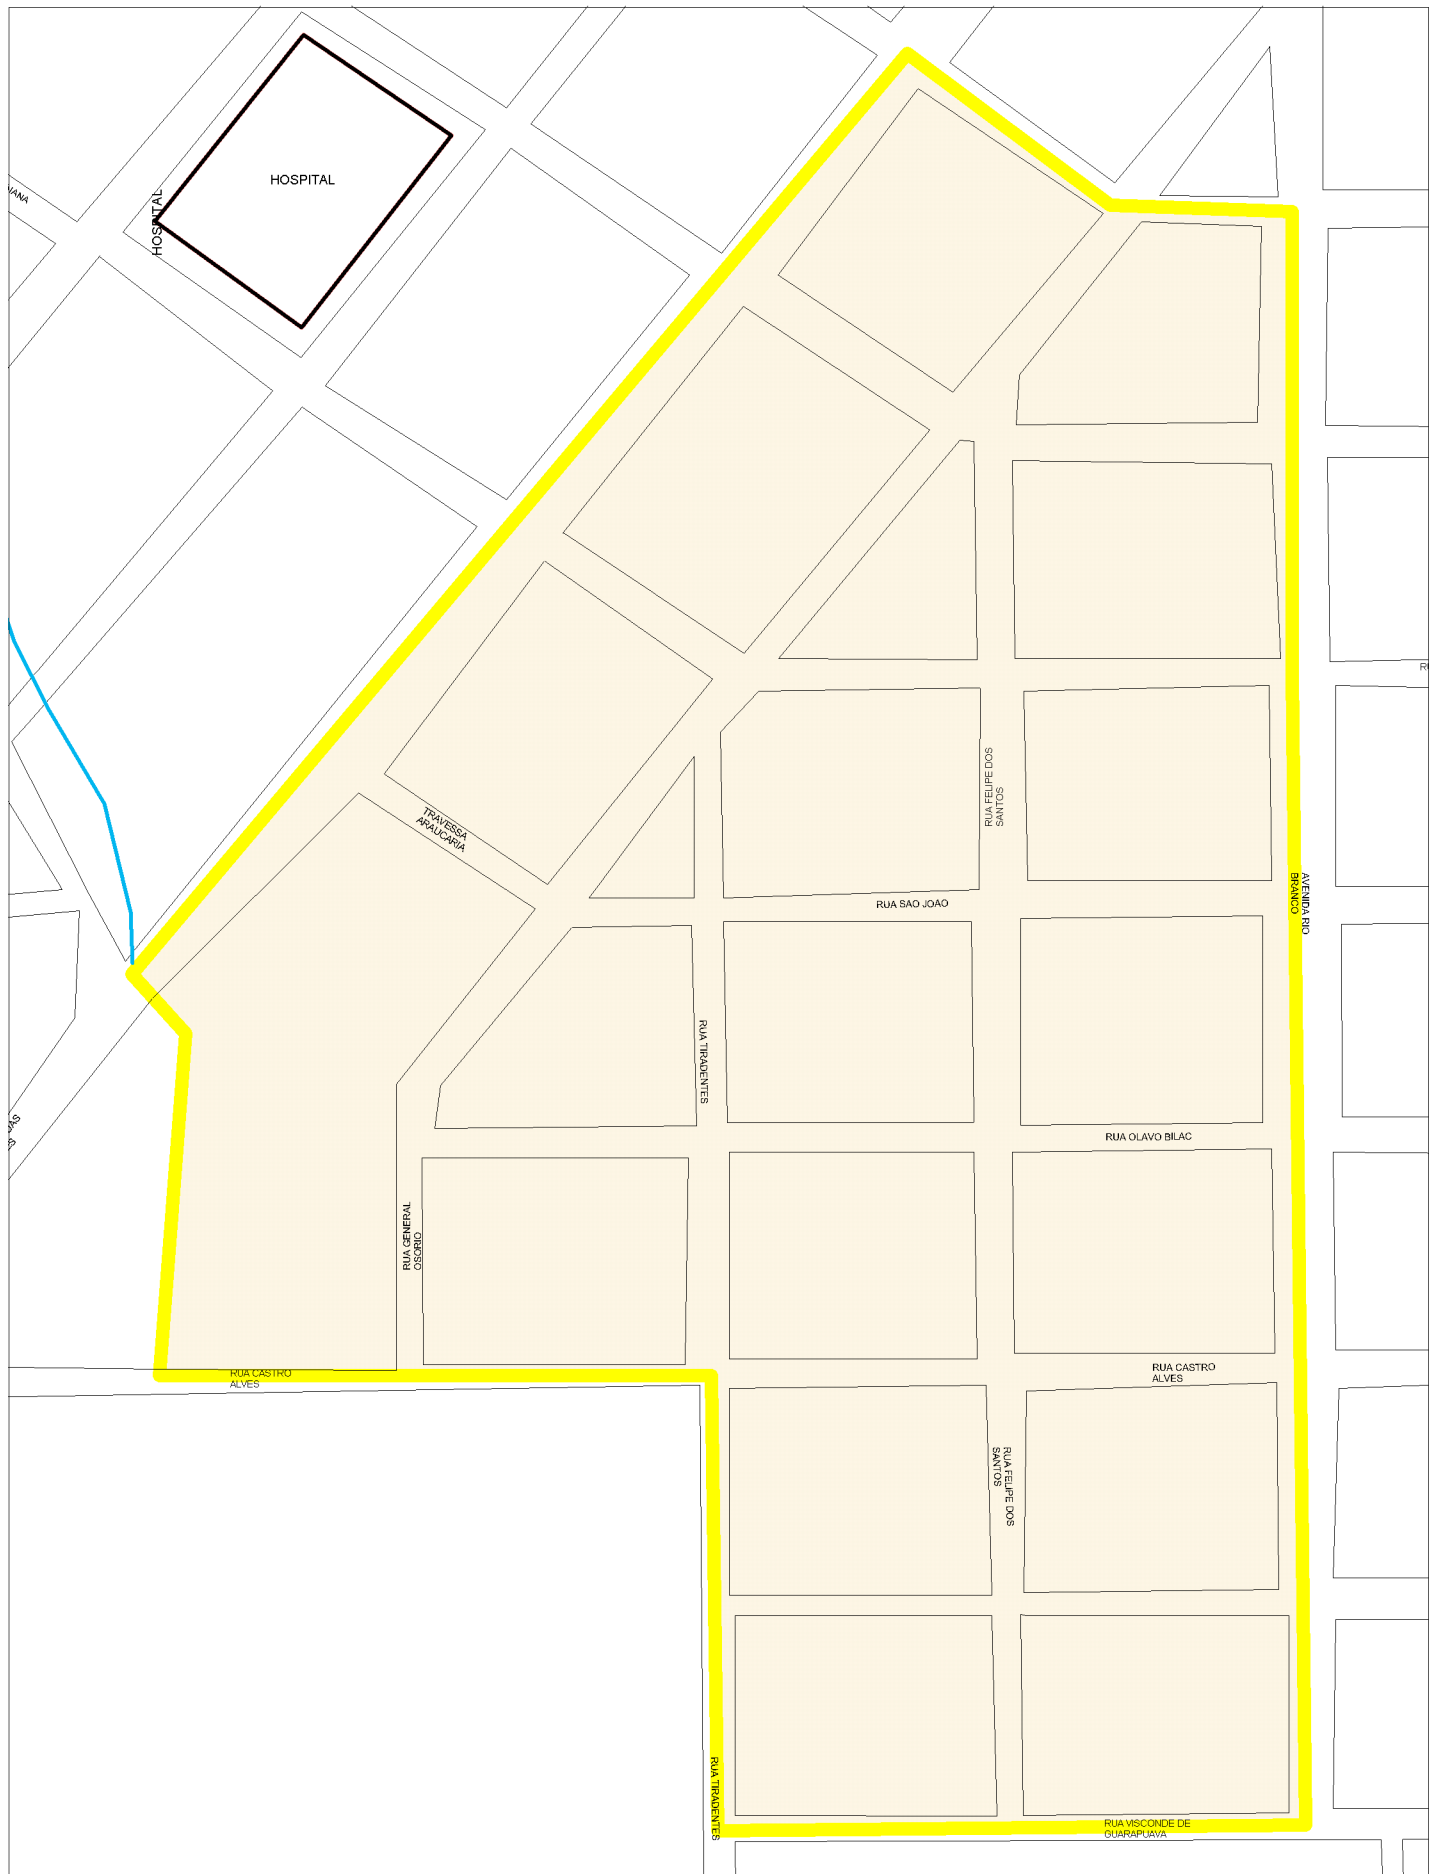 HOSPITAL
HOSPITAL
TRAVESSA
ARAUCARIA
RUA FELIPE DOS
SANTOS
RUA SAO JOAO
AVENIDA RIO
BRANCO
RUA TIRADENTES
RUA OLAVO BILAC
RUA GENERAL
OSORIO
RUA CASTRO
ALVES
RUA CASTRO
ALVES
RUA FELIPE DOS
SANTOS
RUA TIRADENTES
RUA VISCONDE DE
GUARAPUAVA